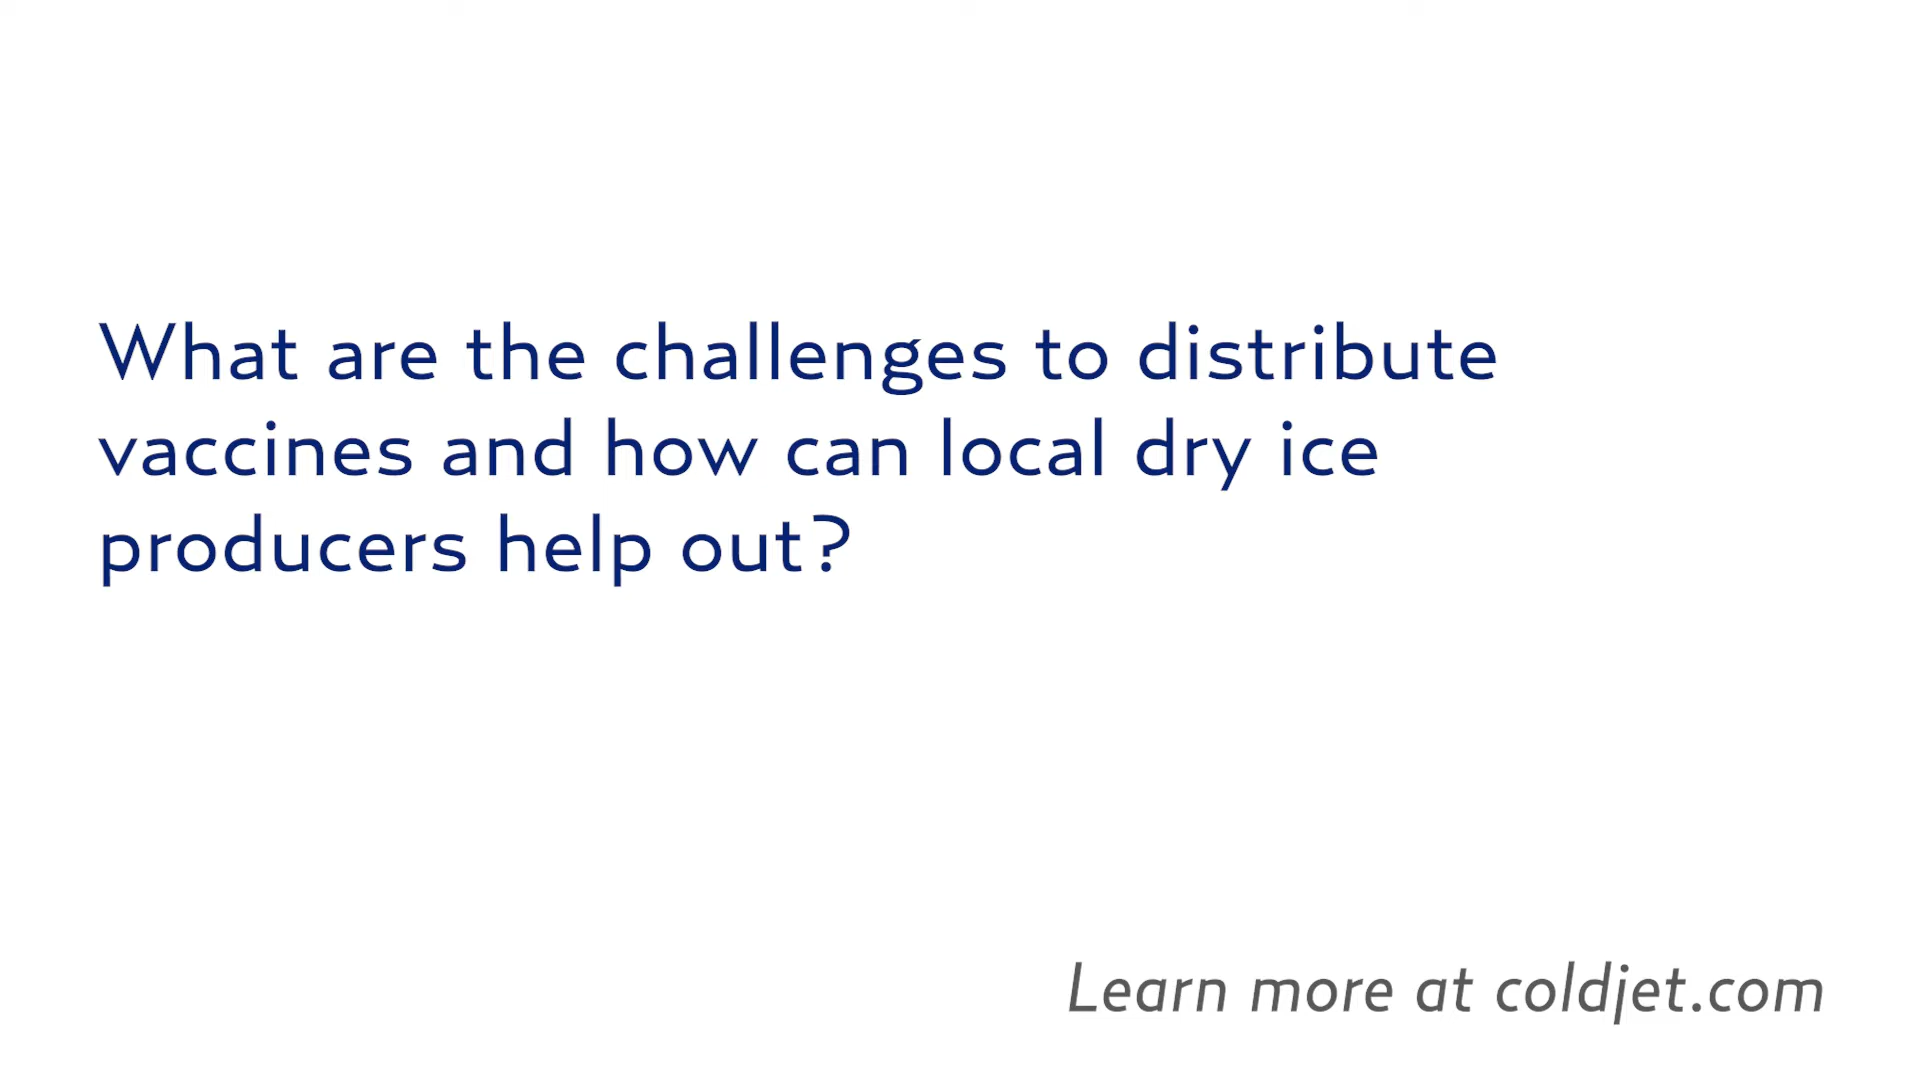 What are the challenges to distribute
vaccines and how can local dry ice
producers help out?
Learn more at coldjet.com